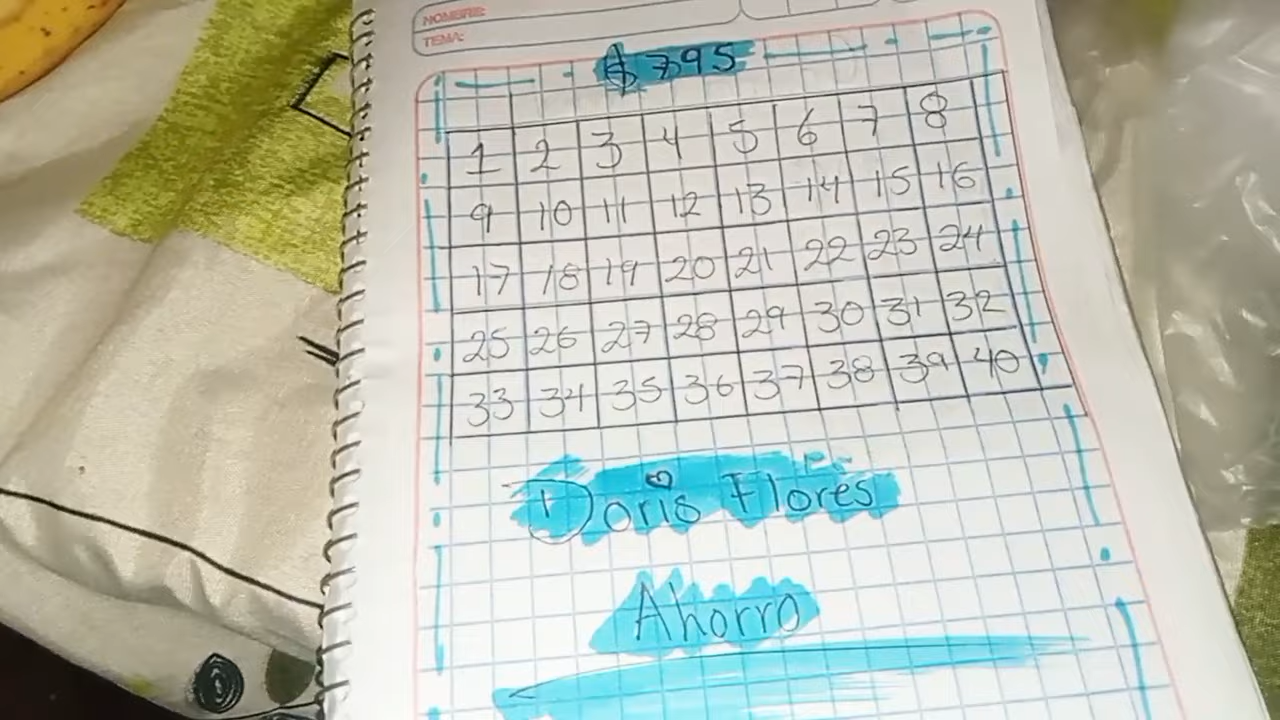 NOMBRE:
TEMA:
$ 795
1 2 3 4 5 6 7 8
9 10 11 12 13 14 15 16
17 18 19 20 21 22 23 24
25 26 27 28 29 30 31 32
33 34 35 36 37 38 39 40
Doris Flores
Ahorro